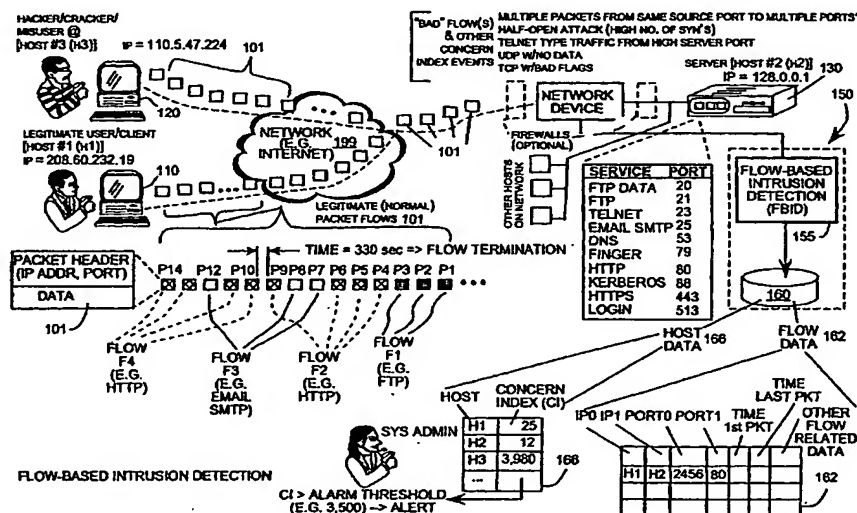 HACKER/CRACKER/
MISUSER @
[HOST #3 (H3)]
IP = 110.5.47.224
101
120
"BAD" FLOW(S)
& OTHER
CONCERN
INDEX EVENTS
MULTIPLE PACKETS FROM SAME SOURCE PORT TO MULTIPLE PORTS
HALF-OPEN ATTACK (HIGH NO. OF SYN'S)
TELNET TYPE TRAFFIC FROM HIGH SERVER PORT
UDP W/NO DATA
TCP W/BAD FLAGS
SERVER [HOST #2 (H2)]
IP = 128.0.0.1
130
NETWORK
DEVICE
150
LEGITIMATE USER/CLIENT
[HOST #1 (H1)]
IP = 208.60.232.19
110
NETWORK
(E.G. 199
INTERNET)
101
FIREWALLS
(OPTIONAL)
OTHER HOSTS
ON NETWORK
SERVICE PORT
FTP DATA 20
FTP 21
TELNET 23
EMAIL SMTP 25
DNS 53
FINGER 79
HTTP 80
KERBEROS 88
HTTPS 443
LOGIN 513
FLOW-BASED
INTRUSION
DETECTION
(FBID)
155
160
LEGITIMATE (NORMAL)
PACKET FLOWS 101
TIME = 330 sec => FLOW TERMINATION
PACKET HEADER
(IP ADDR, PORT)
DATA
101
P14 P12 P10 P9 P8 P7 P6 P5 P4 P3 P2 P1
FLOW
F4
(E.G.
HTTP)
FLOW
F3
(E.G.
EMAIL
SMTP)
FLOW
F2
(E.G.
HTTP)
FLOW
F1
(E.G.
FTP)
HOST
DATA 166
FLOW
DATA 162
HOST
CONCERN
INDEX (CI)
H1 25
H2 12
H3 3,980
...
166
SYS ADMIN
CI > ALARM THRESHOLD
(E.G. 3,500) --> ALERT
IP0 IP1 PORT0 PORT1
TIME
1st PKT
TIME
LAST PKT
OTHER
FLOW
RELATED
DATA
H1 H2 2456 80
162
FLOW-BASED INTRUSION DETECTION